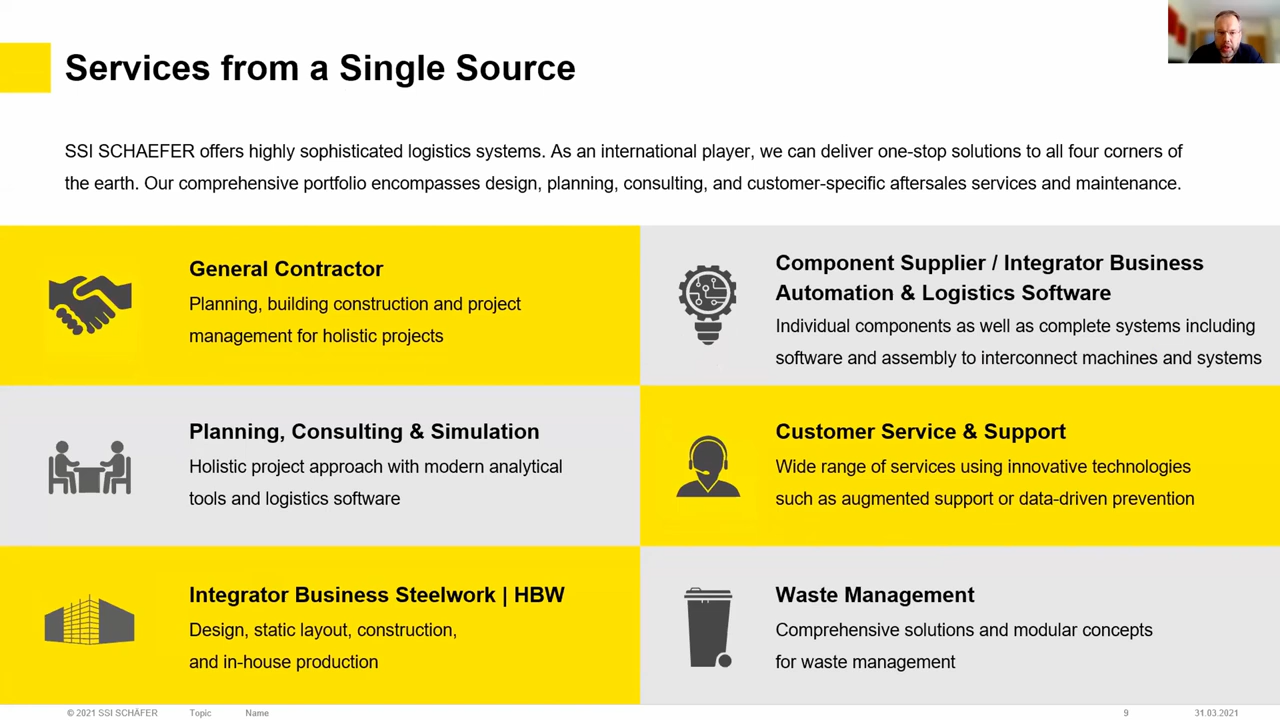 Services from a Single Source
SSI SCHAEFER offers highly sophisticated logistics systems. As an international player, we can deliver one-stop solutions to all four corners of
the earth. Our comprehensive portfolio encompasses design, planning, consulting, and customer-specific aftersales services and maintenance.
General Contractor
Planning, building construction and project
management for holistic projects
Component Supplier / Integrator Business
Automation & Logistics Software
Individual components as well as complete systems including
software and assembly to interconnect machines and systems
Planning, Consulting & Simulation
Holistic project approach with modern analytical
tools and logistics software
Customer Service & Support
Wide range of services using innovative technologies
such as augmented support or data-driven prevention
Integrator Business Steelwork | HBW
Design, static layout, construction,
and in-house production
Waste Management
Comprehensive solutions and modular concepts
for waste management
© 2021 SSI SCHÄFER Topic Name 9 31.03.2021